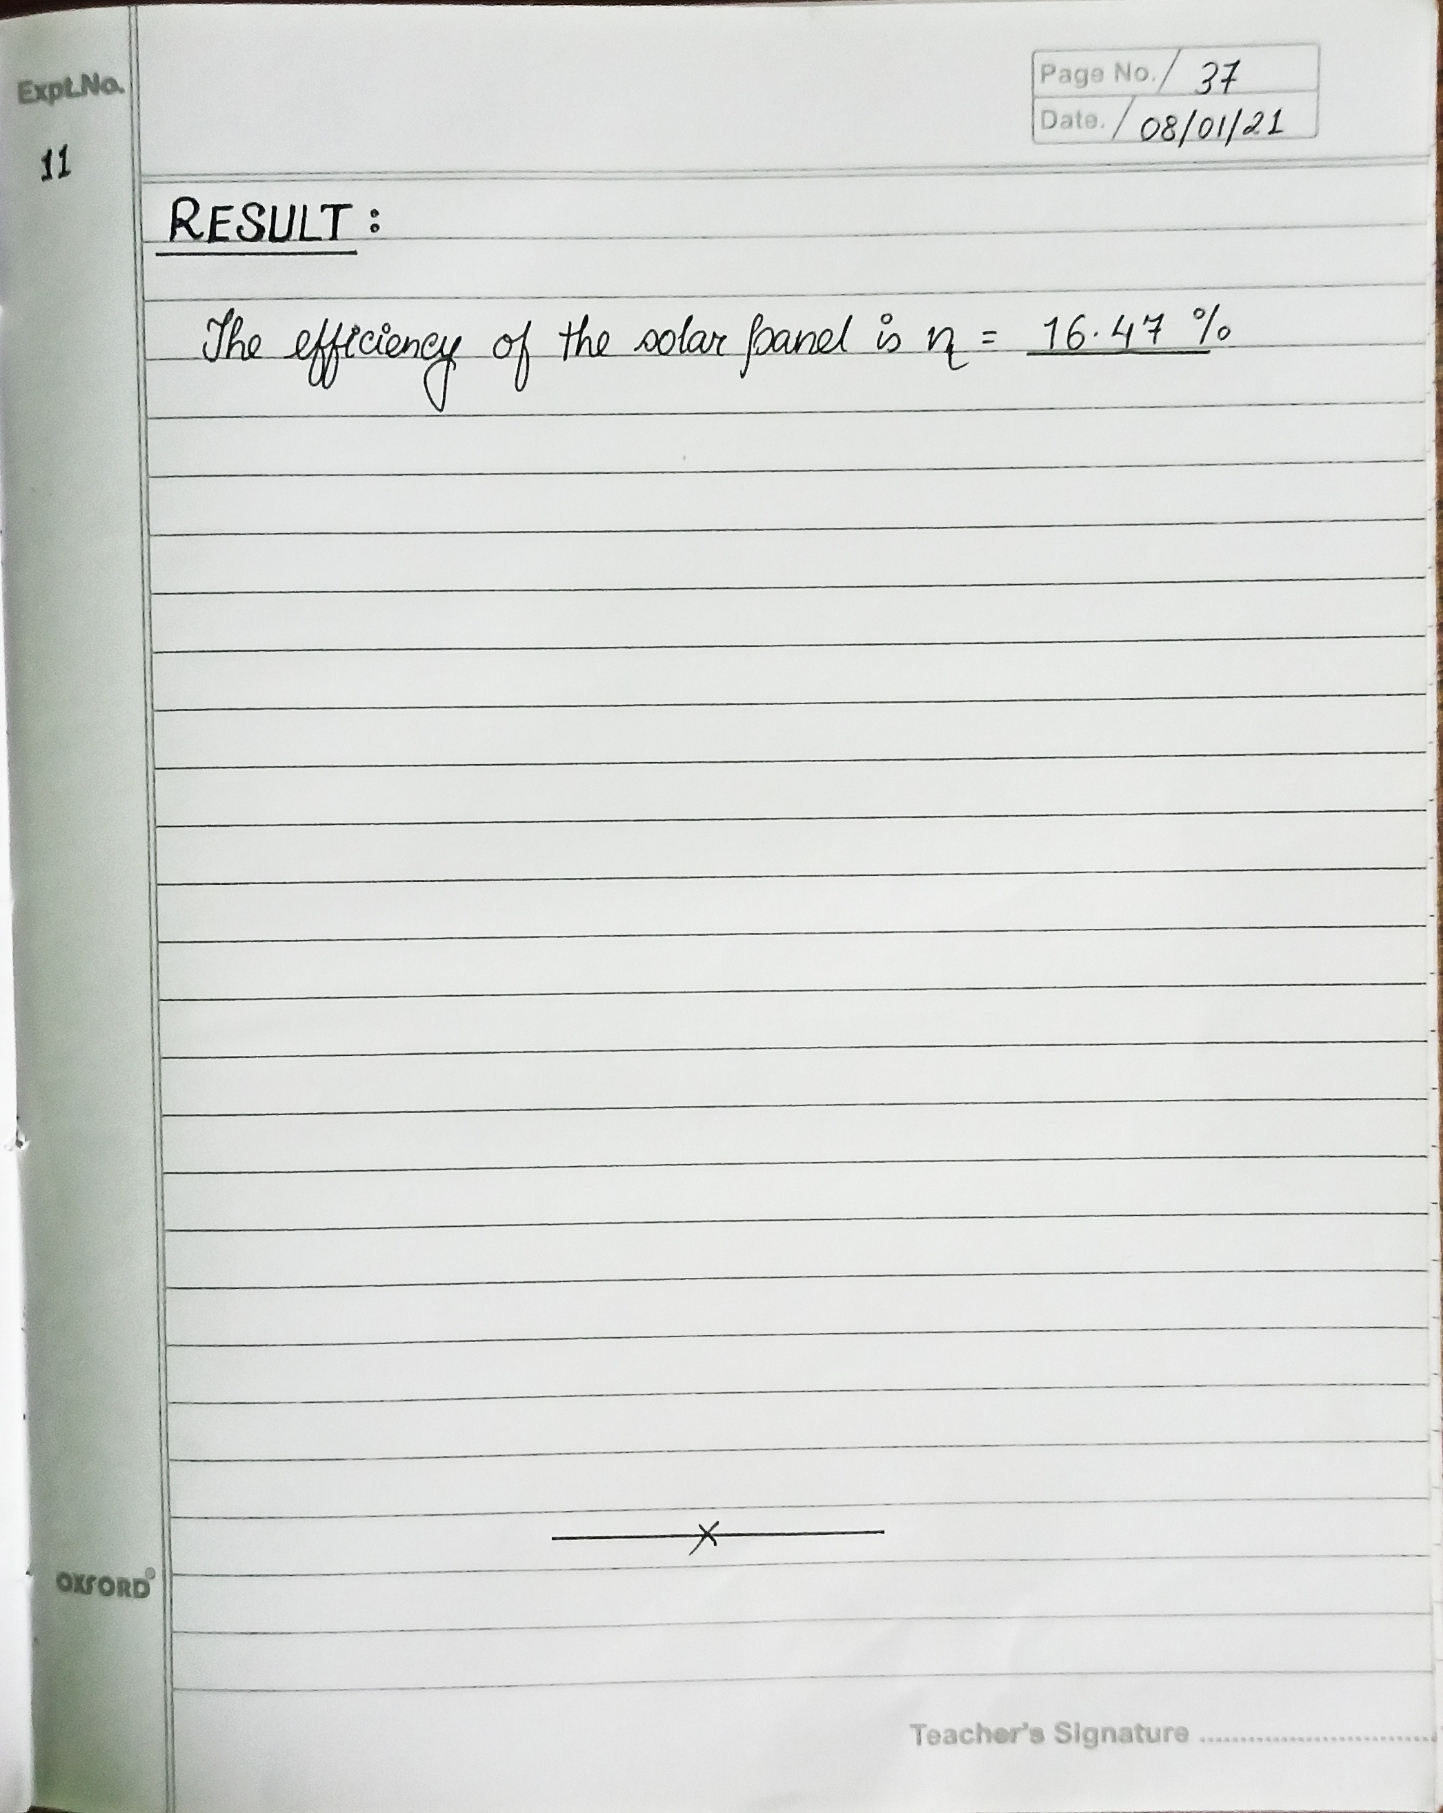 Expt.No.
11
Page No. 37
Date. 08/01/21
RESULT :
The efficiency of the solar panel is η = 16.47 %
X
OXFORD®
Teacher's Signature ................................